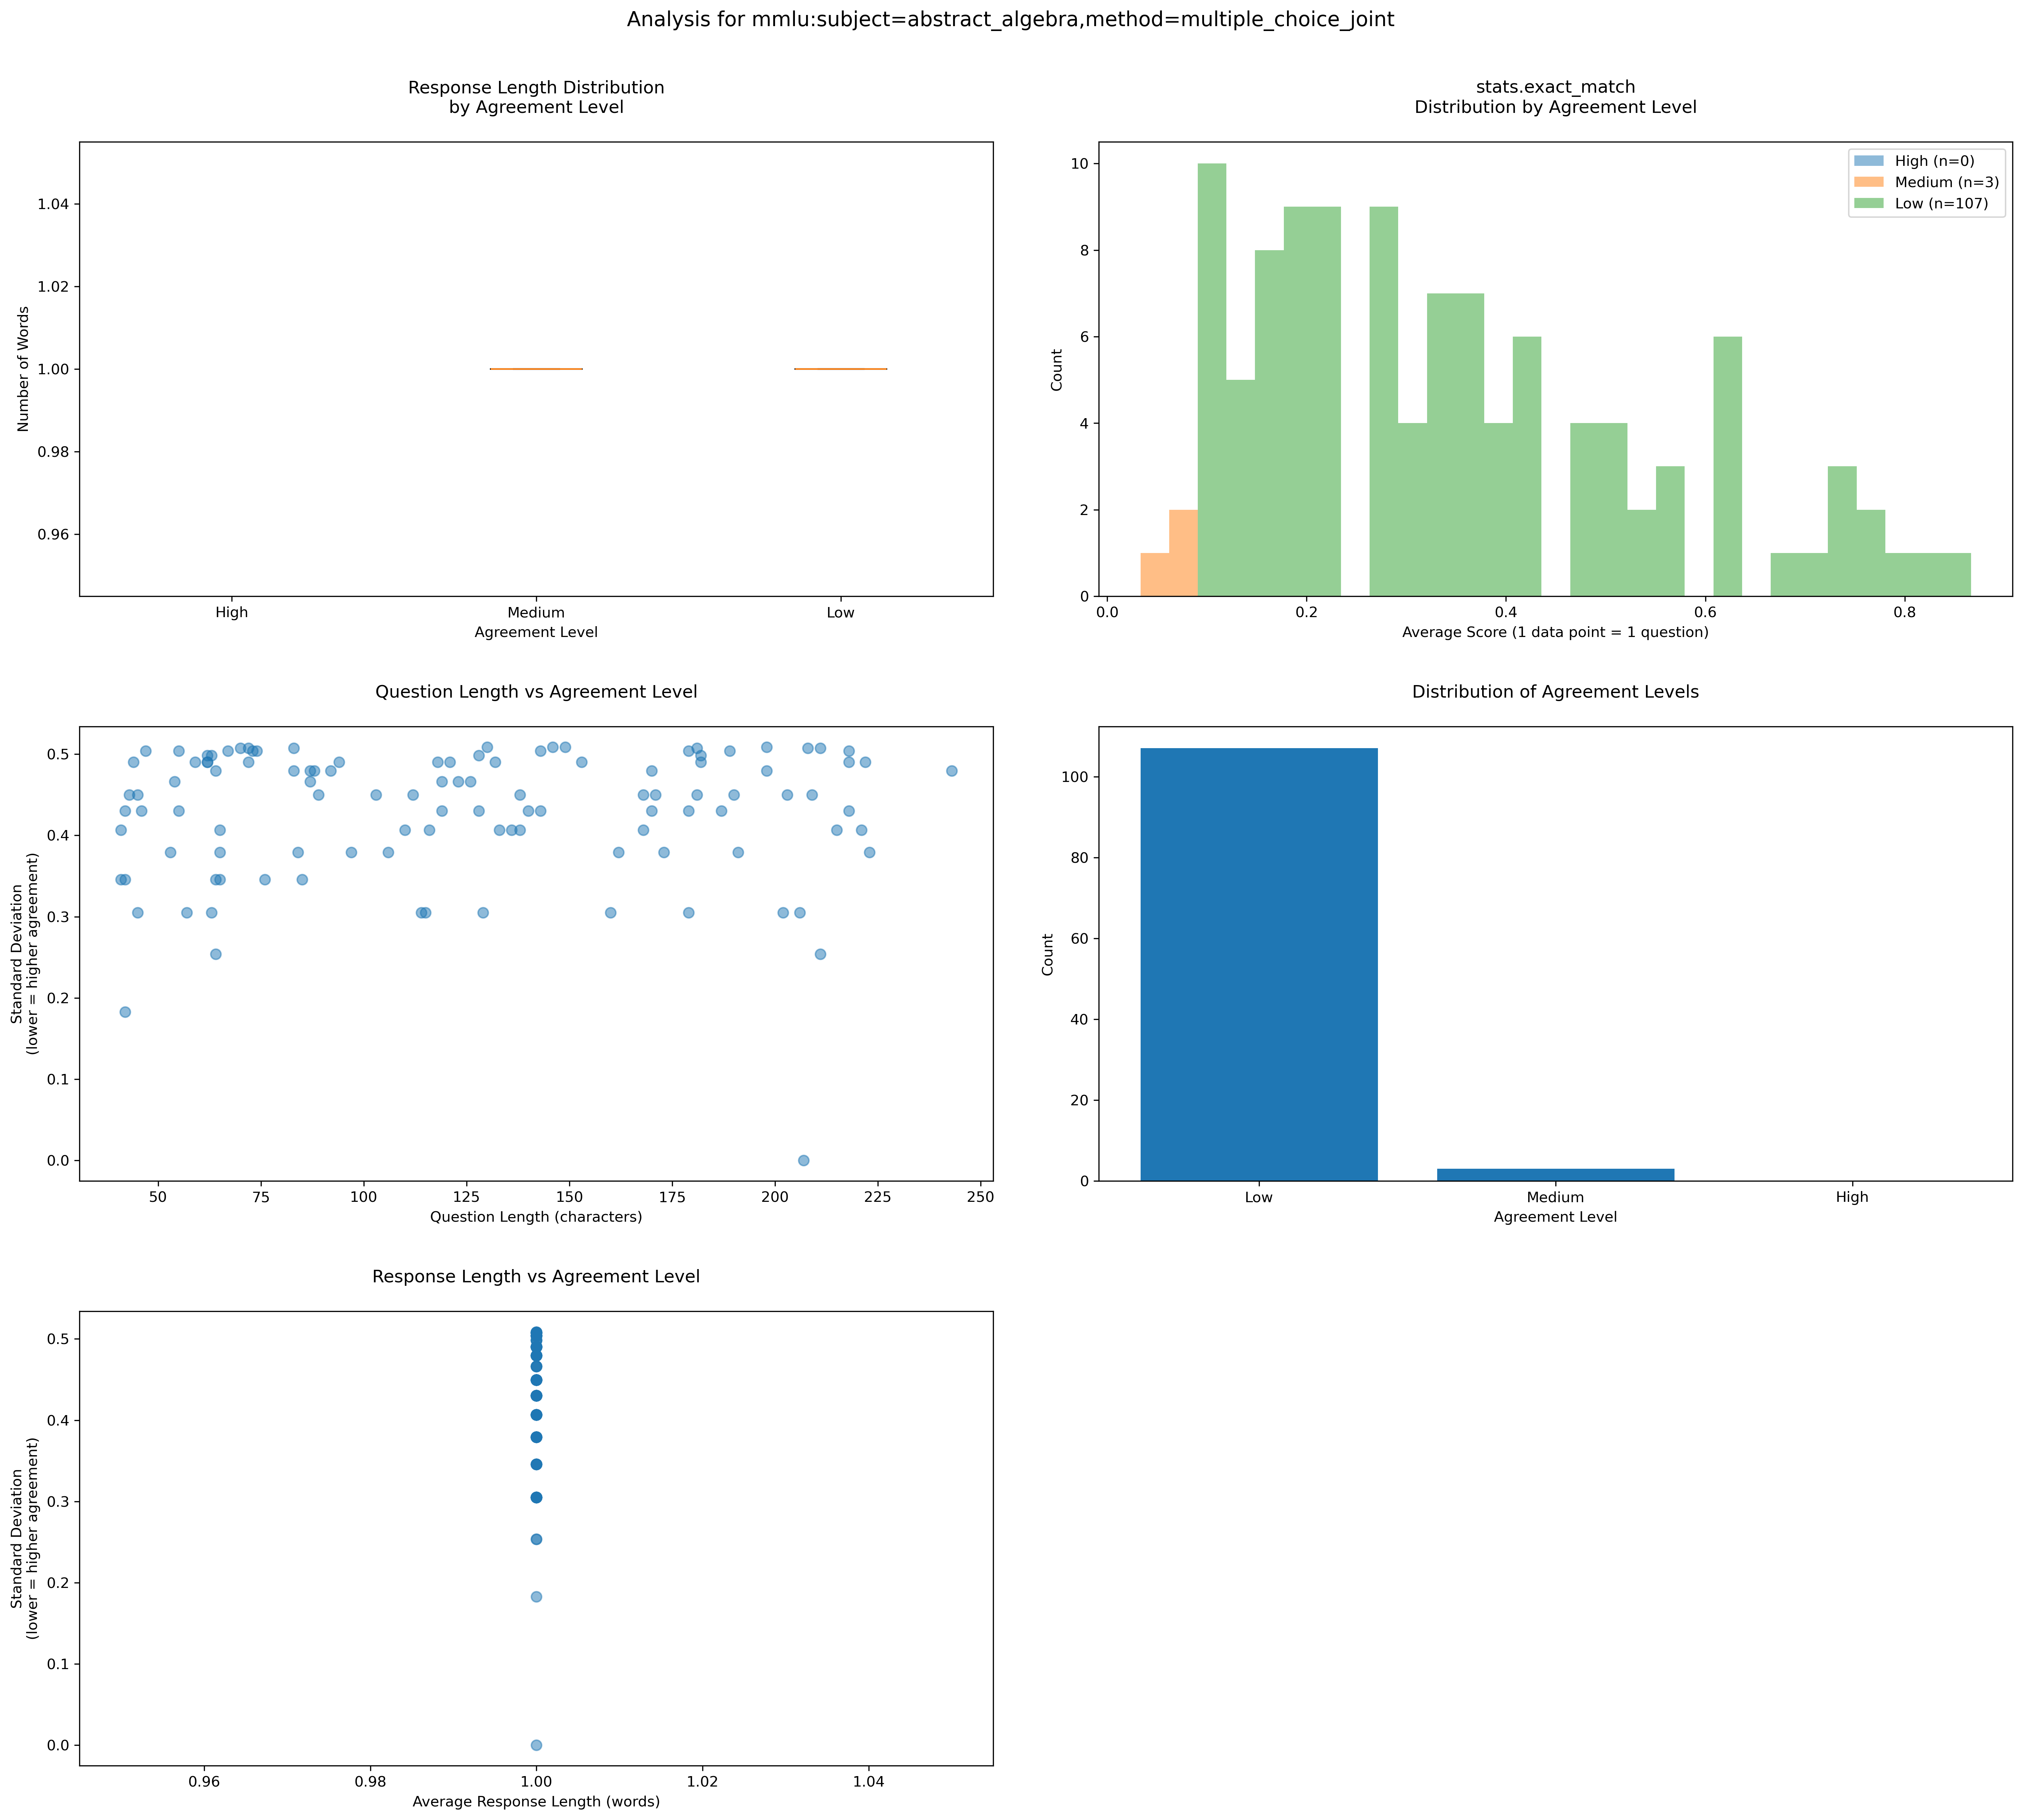 Analysis for mmlu:subject=abstract_algebra,method=multiple_choice_joint
Response Length Distribution
by Agreement Level
Number of Words
1.04
1.02
1.00
0.98
0.96
High
Medium
Low
Agreement Level
stats.exact_match
Distribution by Agreement Level
Count
10
8
6
4
2
0
High (n=0)
Medium (n=3)
Low (n=107)
0.0
0.2
0.4
0.6
0.8
Average Score (1 data point = 1 question)
Question Length vs Agreement Level
Standard Deviation
(lower = higher agreement)
0.5
0.4
0.3
0.2
0.1
0.0
50
75
100
125
150
175
200
225
250
Question Length (characters)
Distribution of Agreement Levels
Count
100
80
60
40
20
0
Low
Medium
High
Agreement Level
Response Length vs Agreement Level
Standard Deviation
(lower = higher agreement)
0.5
0.4
0.3
0.2
0.1
0.0
0.96
0.98
1.00
1.02
1.04
Average Response Length (words)